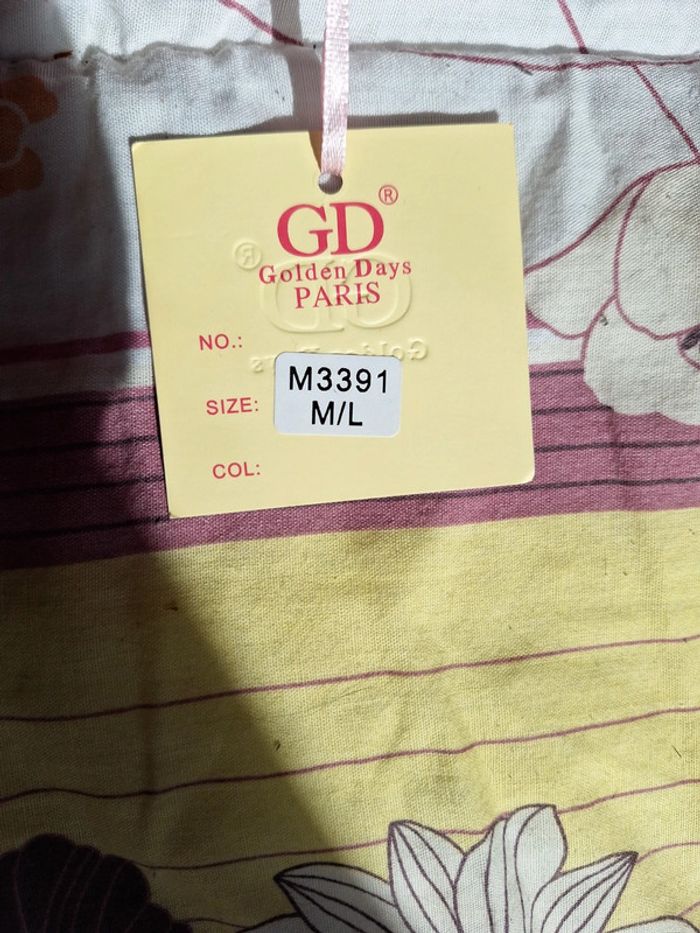 GD®
Golden Days
PARIS
NO.:
M3391
SIZE:
M/L
COL: